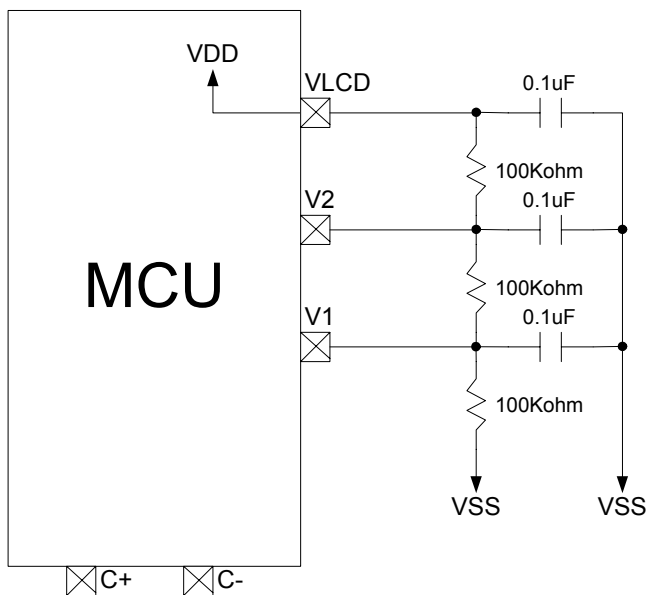 VDD
VLCD
0.1uF
100Kohm
V2
0.1uF
MCU
100Kohm
V1
0.1uF
100Kohm
VSS
VSS
C+
C-